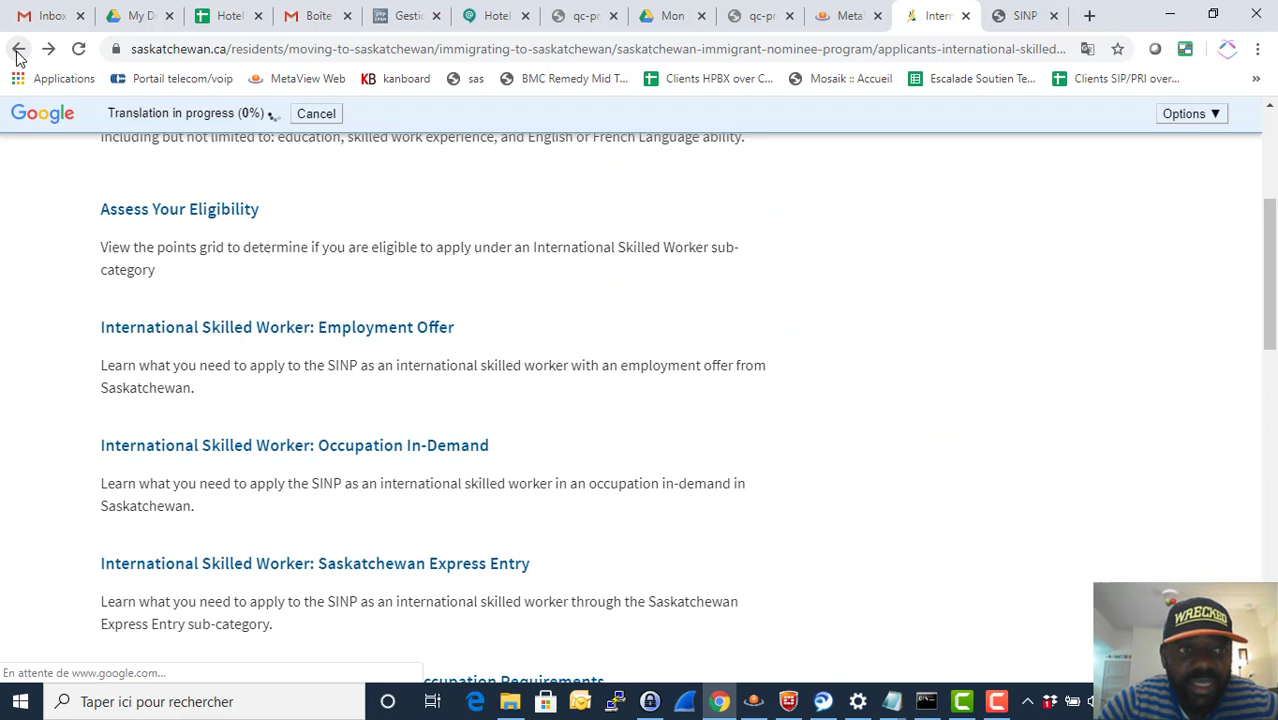 Inbox
My D
Hotel
Boîte
Gesti
Hotel
qc-pr
Mon
qc-pr
Meta
Intern
SINP
saskatchewan.ca/residents/moving-to-saskatchewan/immigrating-to-saskatchewan/saskatchewan-immigrant-nominee-program/applicants-international-skilled...
Applications
Portail telecom/voip
MetaView Web
KB kanboard
sas
BMC Remedy Mid T...
Clients HPBX over C...
Mosaik :: Accueil
Escalade Soutien Te...
Clients SIP/PRI over...
»
Google Translation in progress (0%) Cancel Options ▼
including but not limited to: education, skilled work experience, and English or French Language ability.
Assess Your Eligibility
View the points grid to determine if you are eligible to apply under an International Skilled Worker sub-
category
International Skilled Worker: Employment Offer
Learn what you need to apply to the SINP as an international skilled worker with an employment offer from
Saskatchewan.
International Skilled Worker: Occupation In-Demand
Learn what you need to apply the SINP as an international skilled worker in an occupation in-demand in
Saskatchewan.
International Skilled Worker: Saskatchewan Express Entry
Learn what you need to apply to the SINP as an international skilled worker through the Saskatchewan
Express Entry sub-category.
En attente de www.google.com...
ccupation Requirements
WRECKED
Taper ici pour rechercher